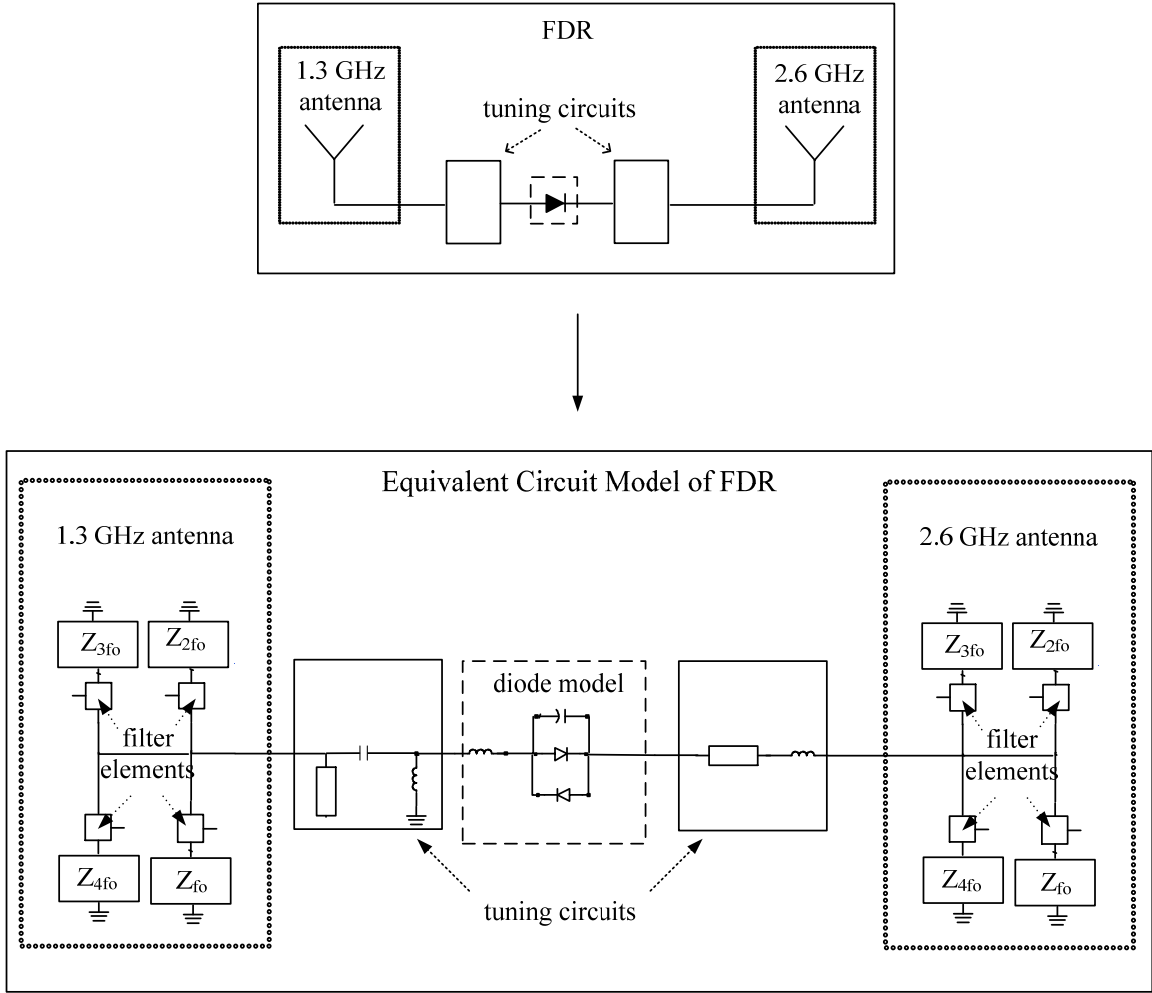 FDR
1.3 GHz
antenna
2.6 GHz
antenna
tuning circuits
Equivalent Circuit Model of FDR
1.3 GHz antenna
2.6 GHz antenna
Z3fo
Z2fo
Z3fo
Z2fo
diode model
filter
elements
filter
elements
Z4fo
Zfo
Z4fo
Zfo
tuning circuits